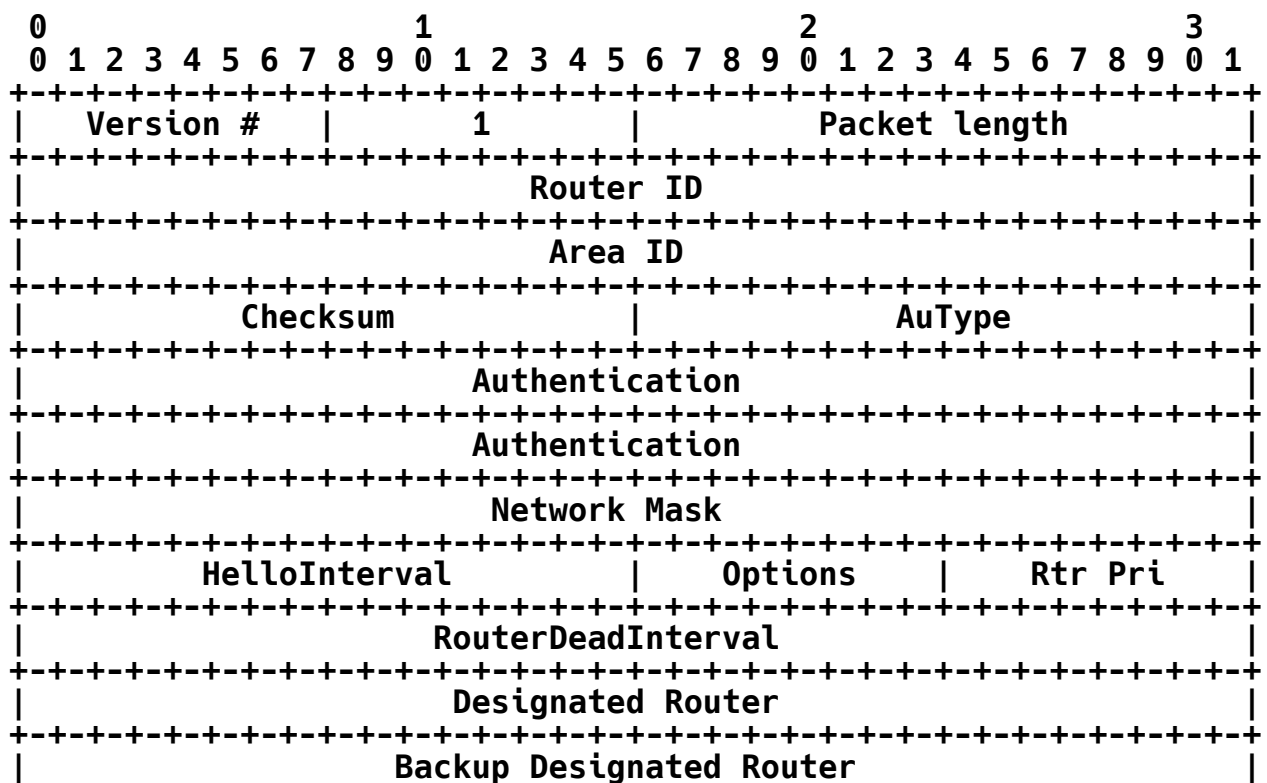 0                   1                   2                   3
 0 1 2 3 4 5 6 7 8 9 0 1 2 3 4 5 6 7 8 9 0 1 2 3 4 5 6 7 8 9 0 1
+-+-+-+-+-+-+-+-+-+-+-+-+-+-+-+-+-+-+-+-+-+-+-+-+-+-+-+-+-+-+-+-+
|   Version #   |       1       |         Packet length         |
+-+-+-+-+-+-+-+-+-+-+-+-+-+-+-+-+-+-+-+-+-+-+-+-+-+-+-+-+-+-+-+-+
|                          Router ID                            |
+-+-+-+-+-+-+-+-+-+-+-+-+-+-+-+-+-+-+-+-+-+-+-+-+-+-+-+-+-+-+-+-+
|                           Area ID                             |
+-+-+-+-+-+-+-+-+-+-+-+-+-+-+-+-+-+-+-+-+-+-+-+-+-+-+-+-+-+-+-+-+
|           Checksum            |             AuType            |
+-+-+-+-+-+-+-+-+-+-+-+-+-+-+-+-+-+-+-+-+-+-+-+-+-+-+-+-+-+-+-+-+
|                       Authentication                          |
+-+-+-+-+-+-+-+-+-+-+-+-+-+-+-+-+-+-+-+-+-+-+-+-+-+-+-+-+-+-+-+-+
|                       Authentication                          |
+-+-+-+-+-+-+-+-+-+-+-+-+-+-+-+-+-+-+-+-+-+-+-+-+-+-+-+-+-+-+-+-+
|                        Network Mask                           |
+-+-+-+-+-+-+-+-+-+-+-+-+-+-+-+-+-+-+-+-+-+-+-+-+-+-+-+-+-+-+-+-+
|         HelloInterval         |    Options    |    Rtr Pri    |
+-+-+-+-+-+-+-+-+-+-+-+-+-+-+-+-+-+-+-+-+-+-+-+-+-+-+-+-+-+-+-+-+
|                     RouterDeadInterval                        |
+-+-+-+-+-+-+-+-+-+-+-+-+-+-+-+-+-+-+-+-+-+-+-+-+-+-+-+-+-+-+-+-+
|                      Designated Router                        |
+-+-+-+-+-+-+-+-+-+-+-+-+-+-+-+-+-+-+-+-+-+-+-+-+-+-+-+-+-+-+-+-+
|                   Backup Designated Router                    |